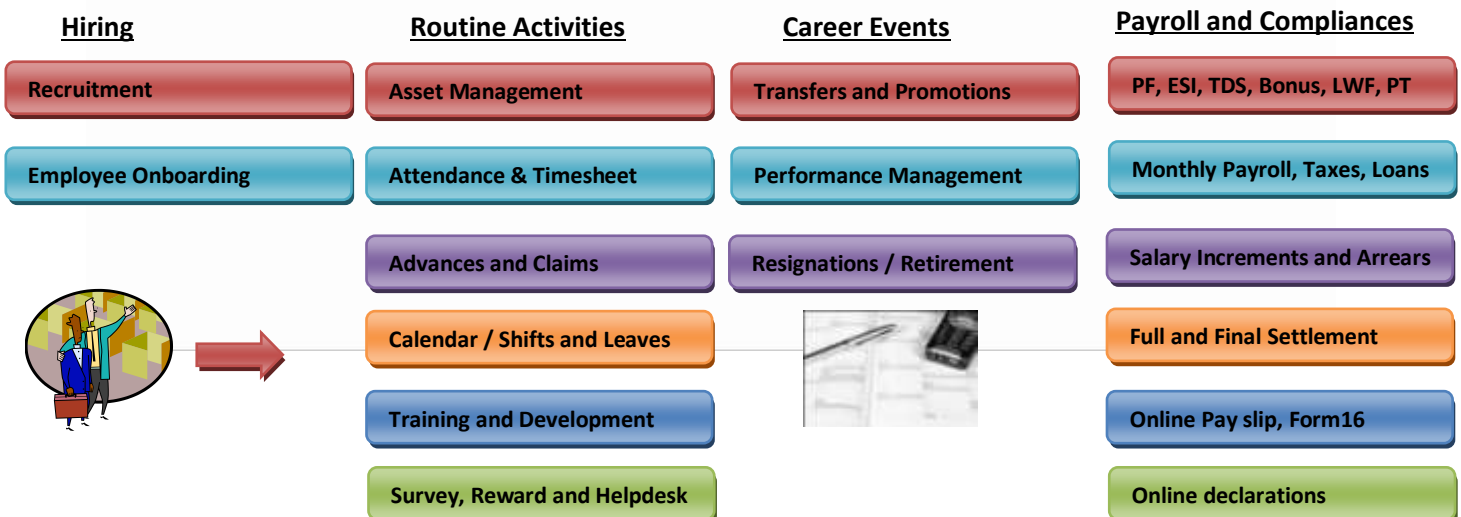 Hiring
Recruitment
Employee Onboarding
Routine Activities
Asset Management
Attendance & Timesheet
Advances and Claims
Calendar / Shifts and Leaves
Training and Development
Survey, Reward and Helpdesk
Career Events
Transfers and Promotions
Performance Management
Resignations / Retirement
Payroll and Compliances
PF, ESI, TDS, Bonus, LWF, PT
Monthly Payroll, Taxes, Loans
Salary Increments and Arrears
Full and Final Settlement
Online Pay slip, Form16
Online declarations